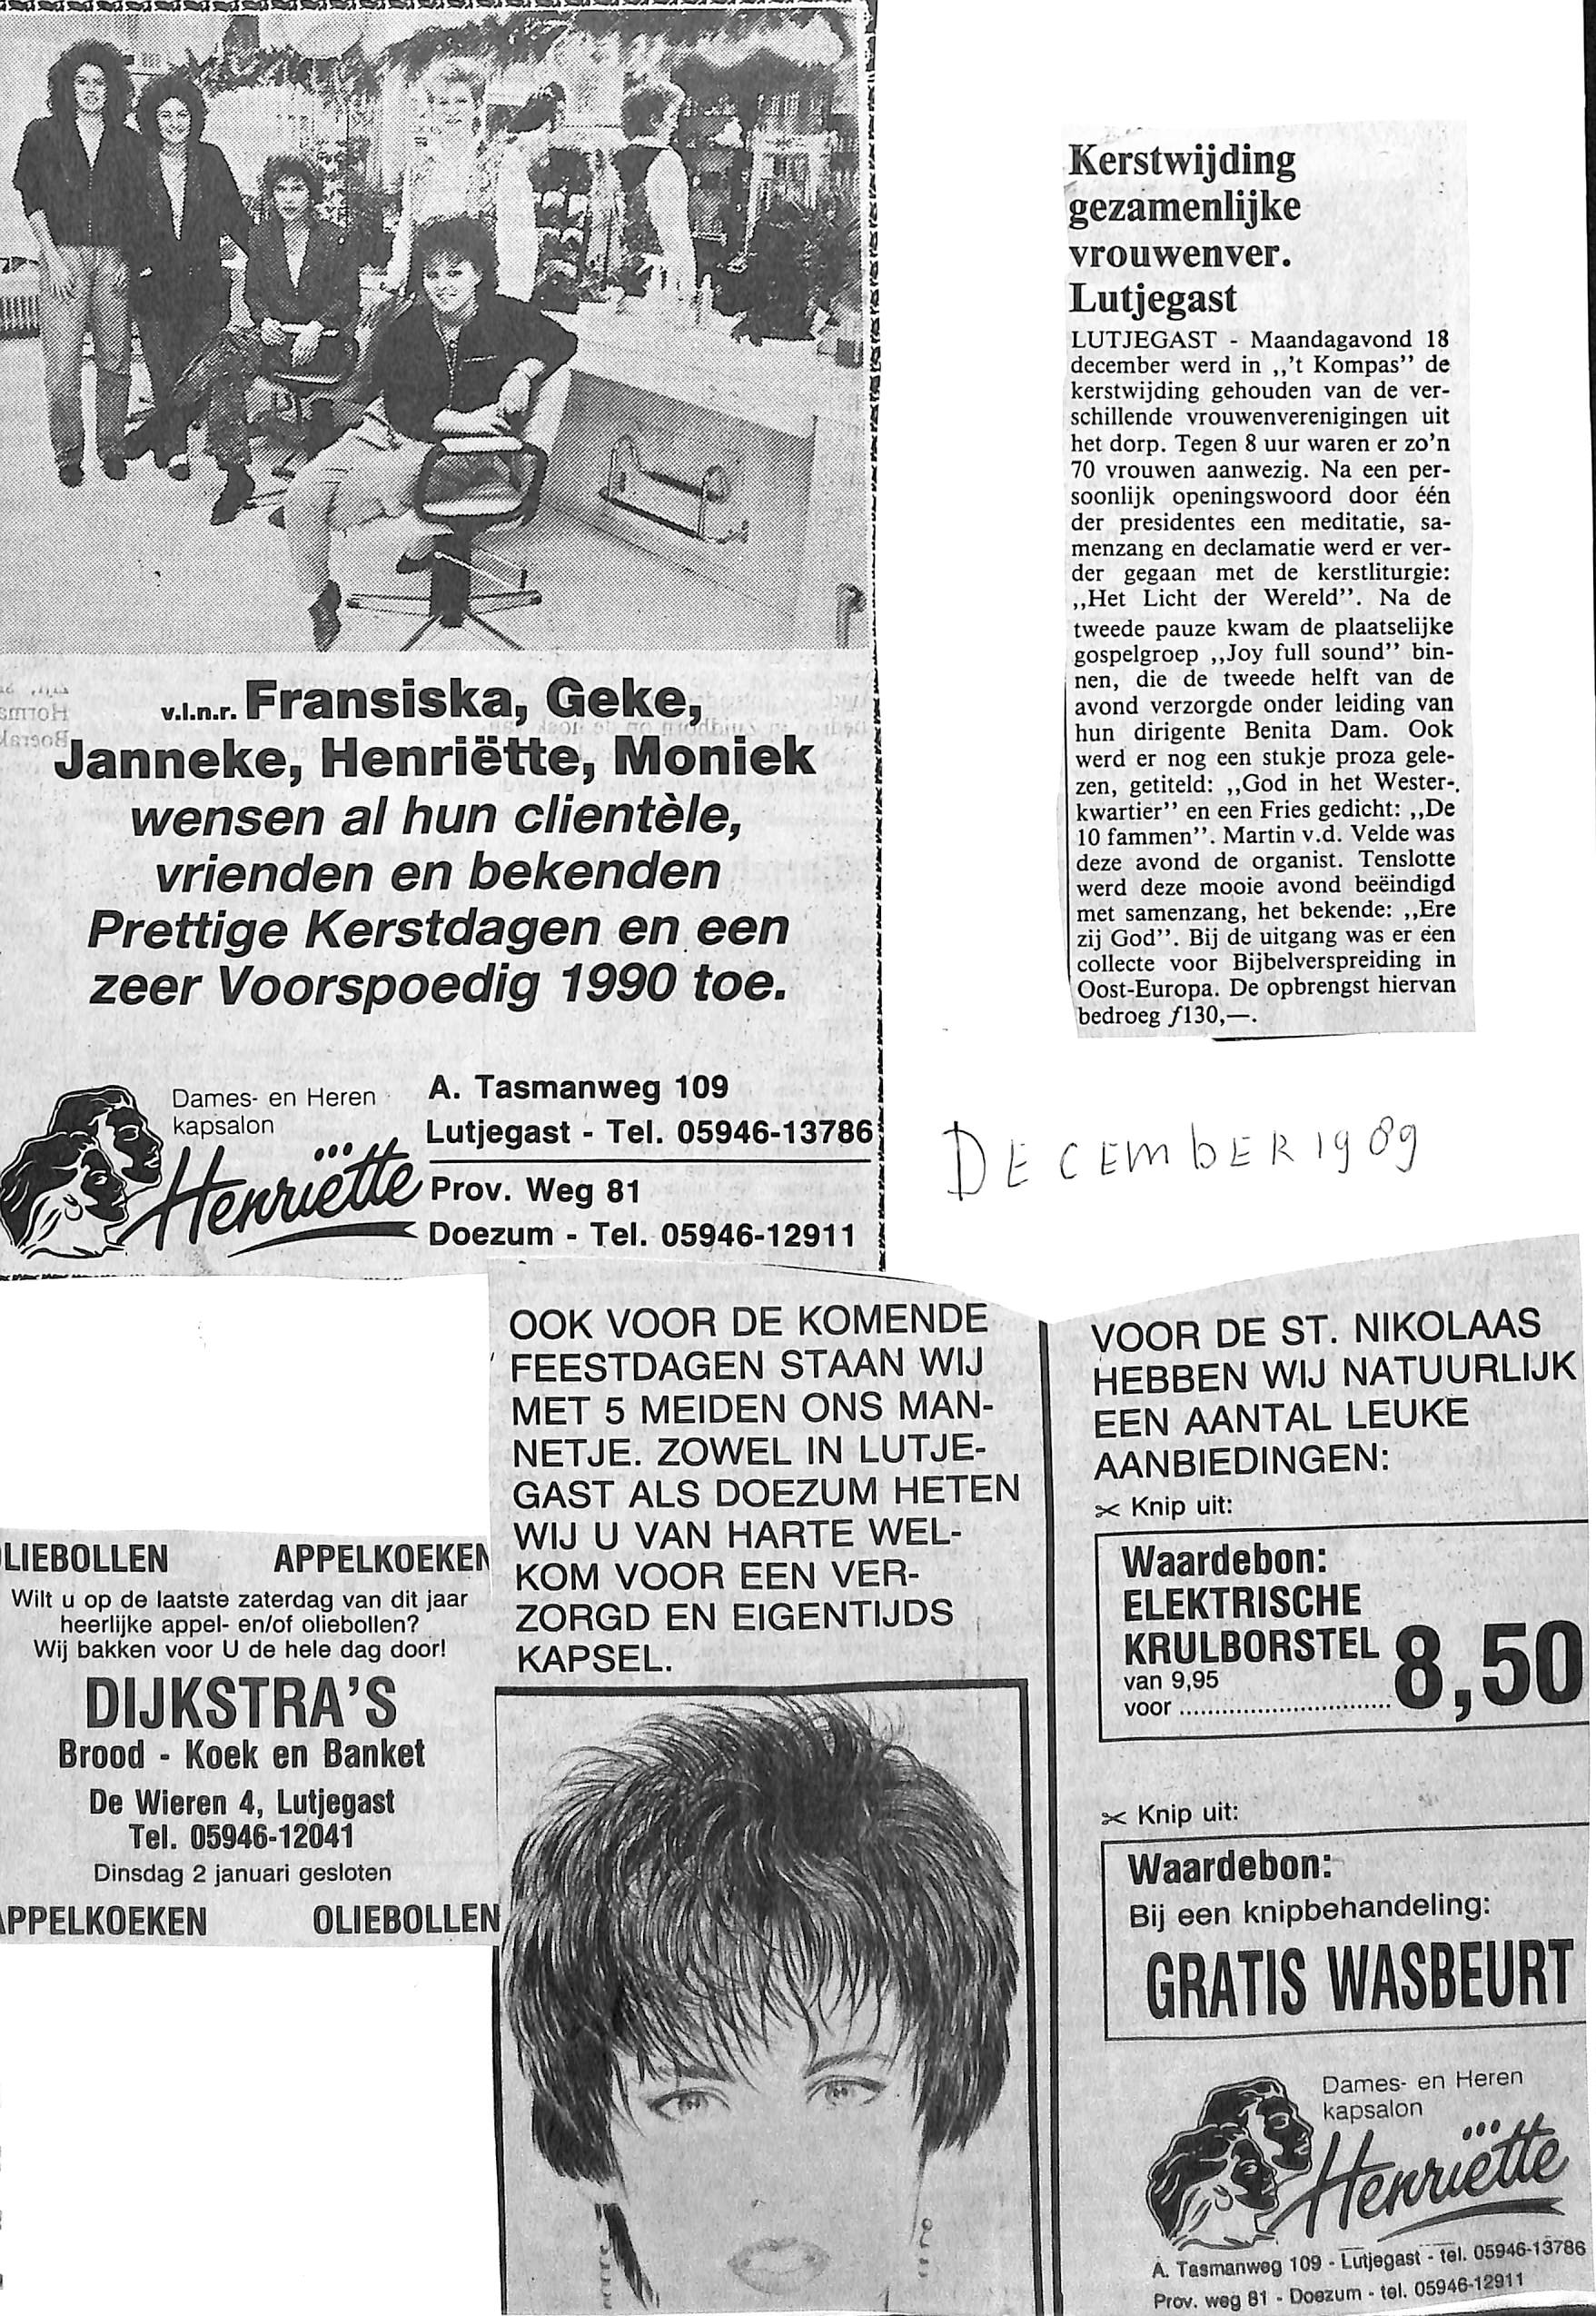 v.l.n.r. Fransiska, Geke,
Janneke, Henriëtte, Moniek
wensen al hun clientèle,
vrienden en bekenden
Prettige Kerstdagen en een
zeer Voorspoedig 1990 toe.
Dames- en Heren
kapsalon
Henriëtte
A. Tasmanweg 109
Lutjegast - Tel. 05946-13786
Prov. Weg 81
Doezum - Tel. 05946-12911
Kerstwijding
gezamenlijke
vrouwenver.
Lutjegast
LUTJEGAST - Maandagavond 18
december werd in ,,'t Kompas" de
kerstwijding gehouden van de ver-
schillende vrouwenverenigingen uit
het dorp. Tegen 8 uur waren er zo'n
70 vrouwen aanwezig. Na een per-
soonlijk openingswoord door één
der presidentes een meditatie, sa-
menzang en declamatie werd er ver-
der gegaan met de kerstliturgie:
,,Het Licht der Wereld". Na de
tweede pauze kwam de plaatselijke
gospelgroep ,,Joy full sound" bin-
nen, die de tweede helft van de
avond verzorgde onder leiding van
hun dirigente Benita Dam. Ook
werd er nog een stukje proza gele-
zen, getiteld: ,,God in het Wester-
kwartier" en een Fries gedicht: ,,De
10 fammen". Martin v.d. Velde was
deze avond de organist. Tenslotte
werd deze mooie avond beëindigd
met samenzang, het bekende: ,,Ere
zij God". Bij de uitgang was er een
collecte voor Bijbelverspreiding in
Oost-Europa. De opbrengst hiervan
bedroeg ƒ130,—.
DECEMBER 1989
LIEBOLLEN APPELKOEKEN
Wilt u op de laatste zaterdag van dit jaar
heerlijke appel- en/of oliebollen?
Wij bakken voor U de hele dag door!
DIJKSTRA'S
Brood - Koek en Banket
De Wieren 4, Lutjegast
Tel. 05946-12041
Dinsdag 2 januari gesloten
APPELKOEKEN OLIEBOLLEN
OOK VOOR DE KOMENDE
FEESTDAGEN STAAN WIJ
MET 5 MEIDEN ONS MAN-
NETJE. ZOWEL IN LUTJE-
GAST ALS DOEZUM HETEN
WIJ U VAN HARTE WEL-
KOM VOOR EEN VER-
ZORGD EN EIGENTIJDS
KAPSEL.
VOOR DE ST. NIKOLAAS
HEBBEN WIJ NATUURLIJK
EEN AANTAL LEUKE
AANBIEDINGEN:
Knip uit:
Waardebon:
ELEKTRISCHE
KRULBORSTEL
van 9,95
voor .............................. 8,50
Knip uit:
Waardebon:
Bij een knipbehandeling:
GRATIS WASBEURT
Dames- en Heren
kapsalon
Henriëtte
A. Tasmanweg 109 - Lutjegast - tel. 05946-13786
Prov. weg 81 - Doezum - tel. 05946-12911